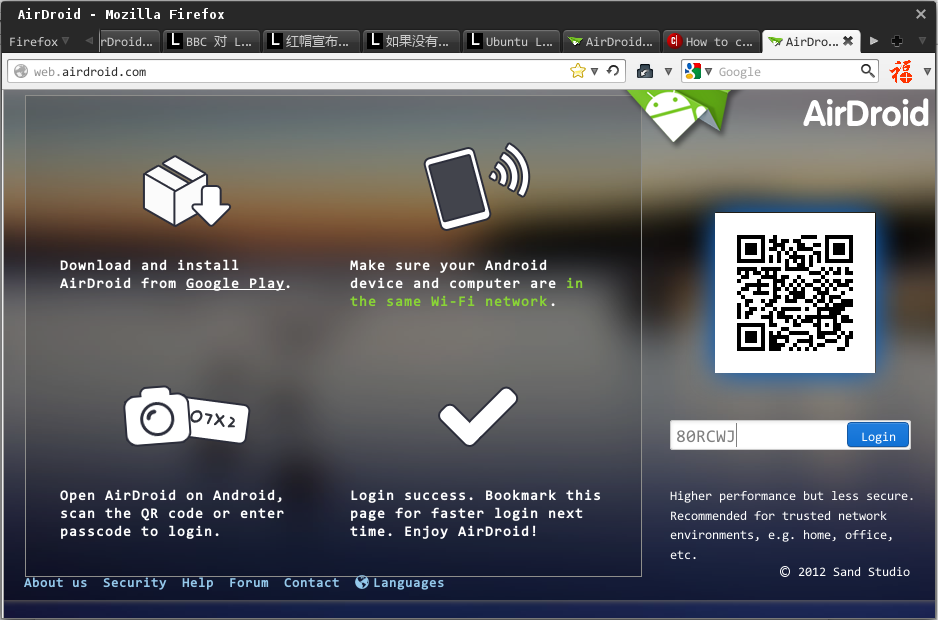 AirDroid - Mozilla Firefox
Firefox
rDroid...
BBC 对 L...
红帽宣布...
如果没有...
Ubuntu L...
AirDroid...
How to c...
AirDro...
web.airdroid.com
Google
福
AirDroid
Download and install
AirDroid from Google Play.
Make sure your Android
device and computer are in
the same Wi-Fi network.
O7X2
Open AirDroid on Android,
scan the QR code or enter
passcode to login.
Login success. Bookmark this
page for faster login next
time. Enjoy AirDroid!
80RCWJ
Login
Higher performance but less secure.
Recommended for trusted network
environments, e.g. home, office,
etc.
© 2012 Sand Studio
About us Security Help Forum Contact Languages